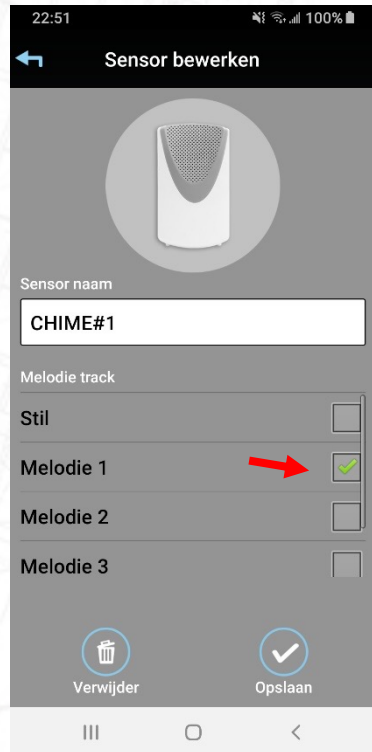 22:51 100%
Sensor bewerken
Sensor naam
CHIME#1
Melodie track
Stil
Melodie 1
Melodie 2
Melodie 3
Verwijder Opslaan